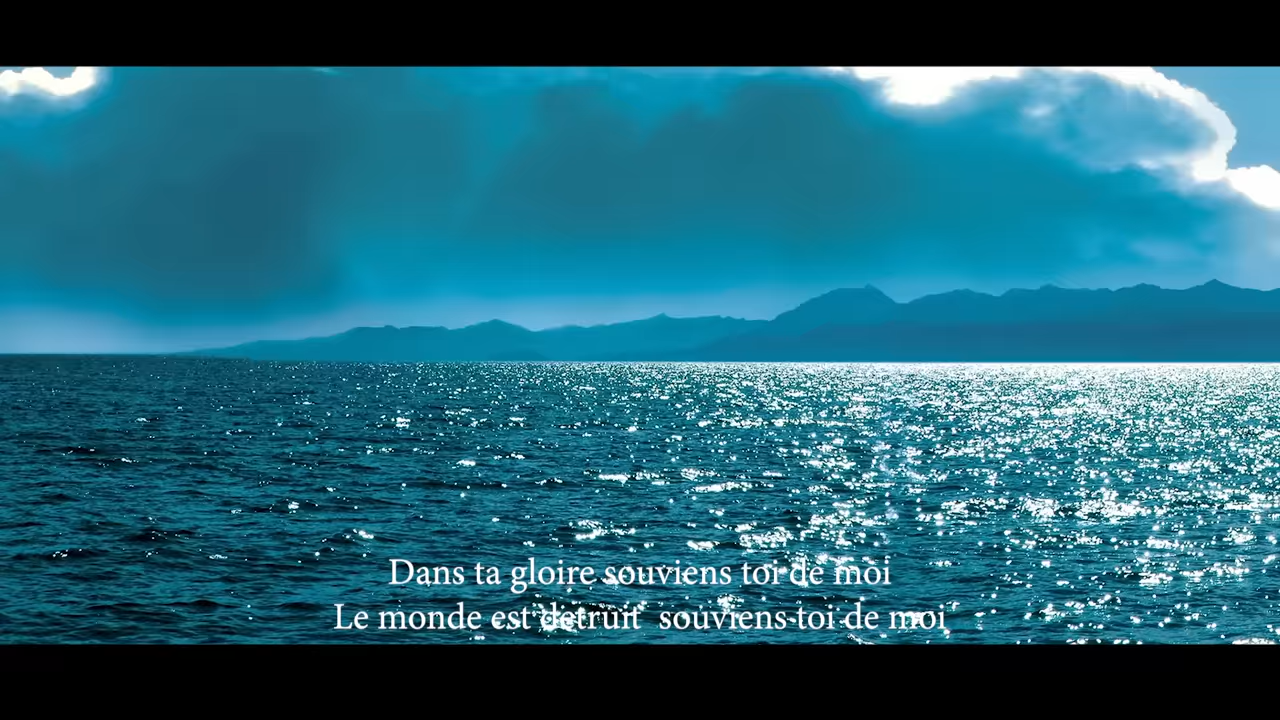 Dans ta gloire souviens toi de moi
Le monde est detruit souviens-toi de moi